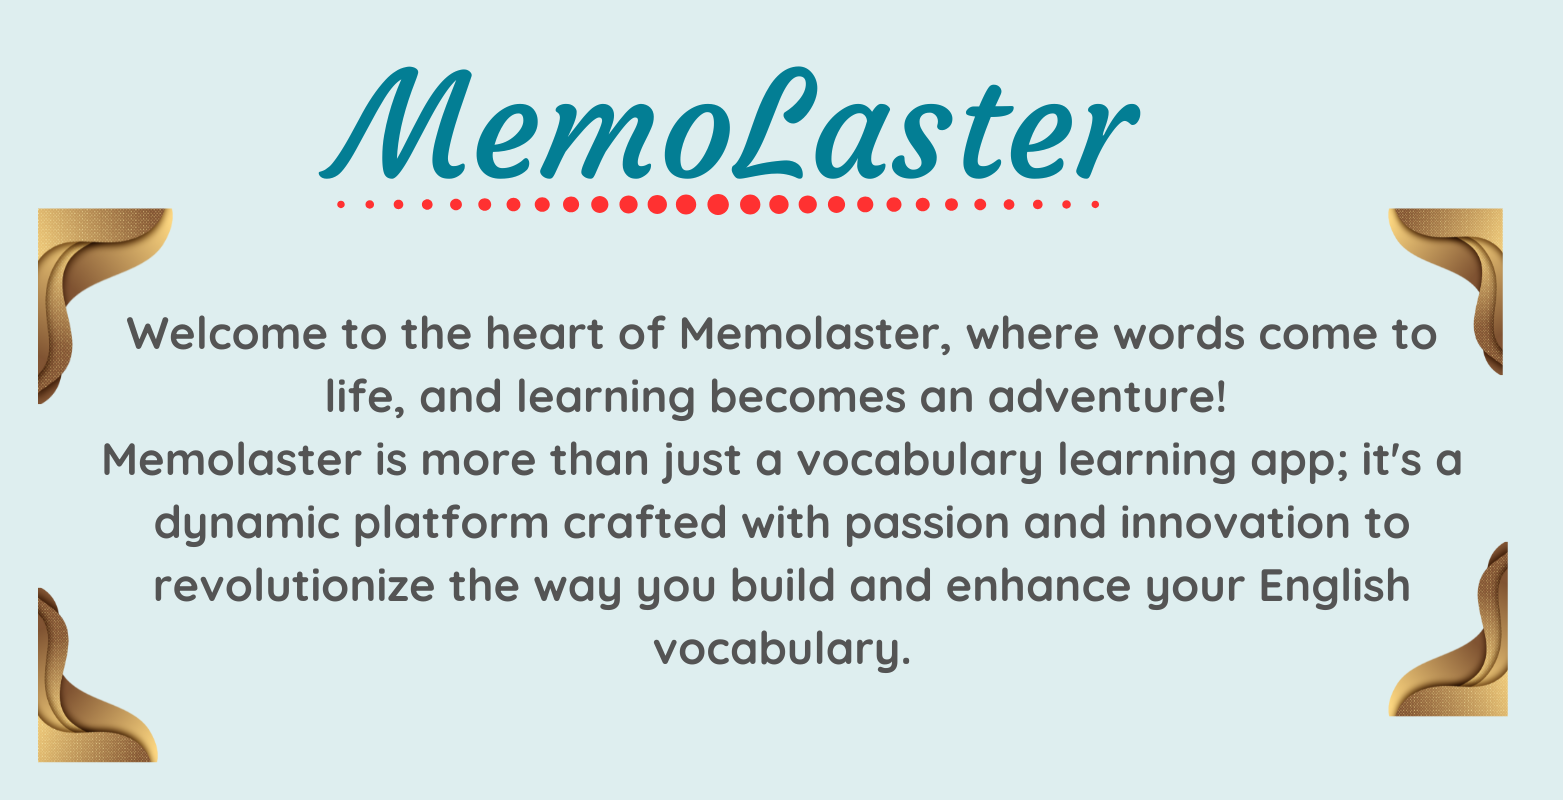 MemoLaster
Welcome to the heart of Memolaster, where words come to
life, and learning becomes an adventure!
Memolaster is more than just a vocabulary learning app; it's a
dynamic platform crafted with passion and innovation to
revolutionize the way you build and enhance your English
vocabulary.